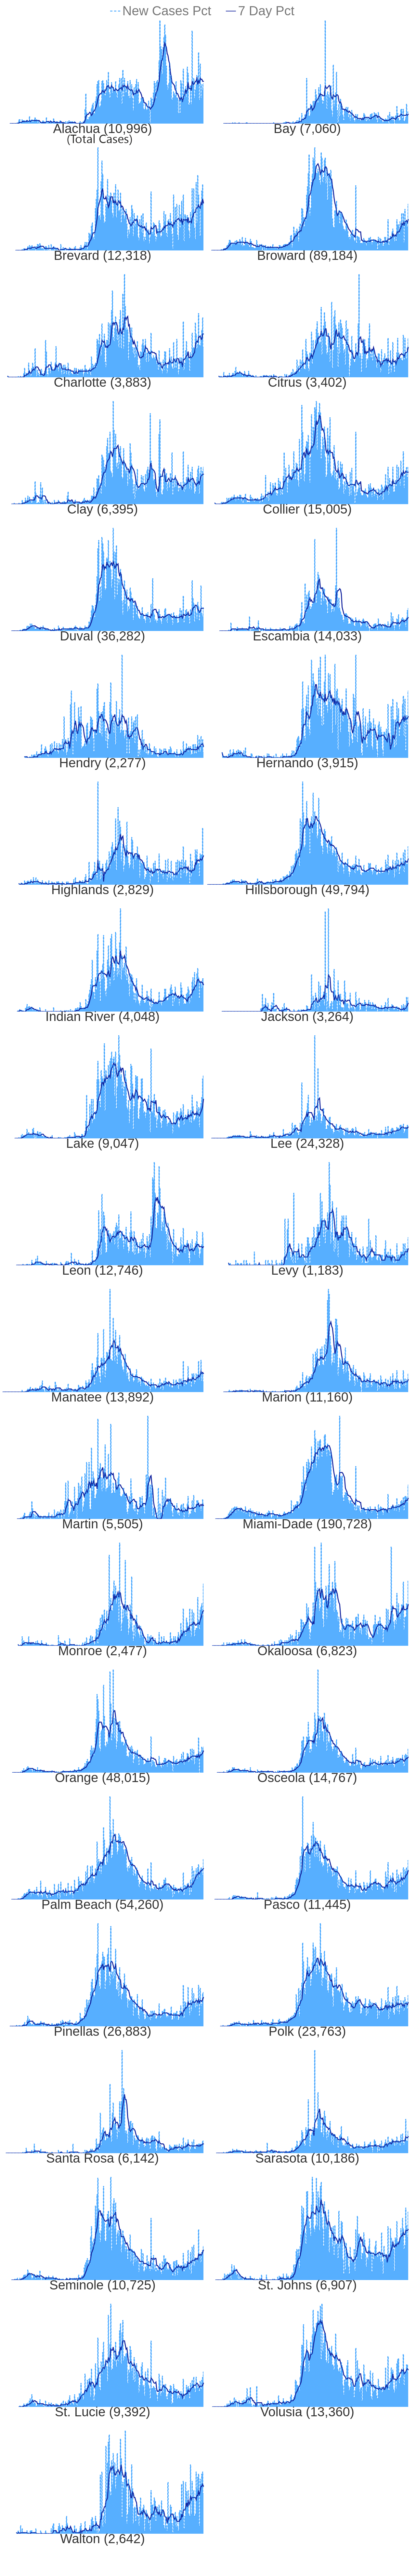 New Cases Pct 7 Day Pct
Alachua (10,996) Bay (7,060)
(Total Cases)
Brevard (12,318) Broward (89,184)
Charlotte (3,883) Citrus (3,402)
Clay (6,395) Collier (15,005)
Duval (36,282) Escambia (14,033)
Hendry (2,277) Hernando (3,915)
Highlands (2,829) Hillsborough (49,794)
Indian River (4,048) Jackson (3,264)
Lake (9,047) Lee (24,328)
Leon (12,746) Levy (1,183)
Manatee (13,892) Marion (11,160)
Martin (5,505) Miami-Dade (190,728)
Monroe (2,477) Okaloosa (6,823)
Orange (48,015) Osceola (14,767)
Palm Beach (54,260) Pasco (11,445)
Pinellas (26,883) Polk (23,763)
Santa Rosa (6,142) Sarasota (10,186)
Seminole (10,725) St. Johns (6,907)
St. Lucie (9,392) Volusia (13,360)
Walton (2,642)